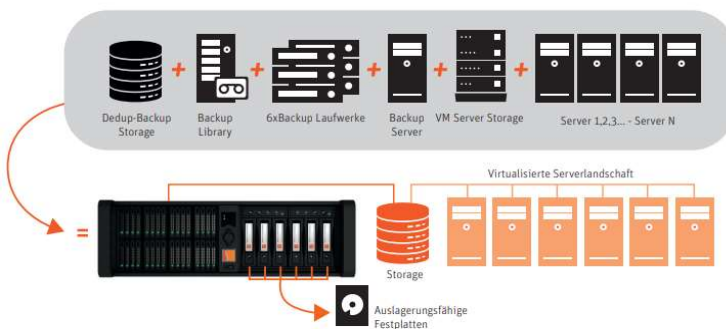 + + + + +
Dedup-Backup
Storage
Backup
Library
6xBackup Laufwerke
Backup
Server
VM Server Storage
Server 1,2,3... - Server N
Virtualisierte Serverlandschaft
=
Storage
Auslagerungsfähige
Festplatten